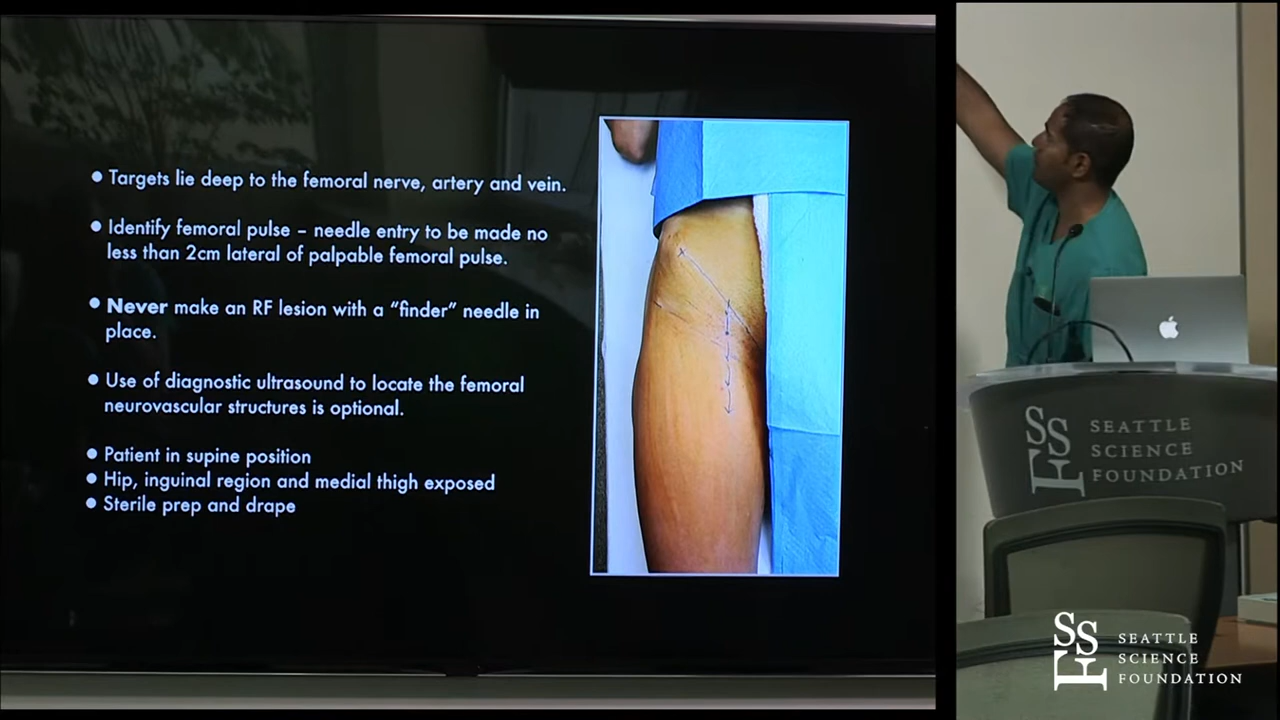 ● Targets lie deep to the femoral nerve, artery and vein.
● Identify femoral pulse – needle entry to be made no
less than 2cm lateral of palpable femoral pulse.
● Never make an RF lesion with a “finder” needle in
place.
● Use of diagnostic ultrasound to locate the femoral
neurovascular structures is optional.
● Patient in supine position
● Hip, inguinal region and medial thigh exposed
● Sterile prep and drape
SSF
SEATTLE
SCIENCE
FOUNDATION
SSF
SEATTLE
SCIENCE
FOUNDATION